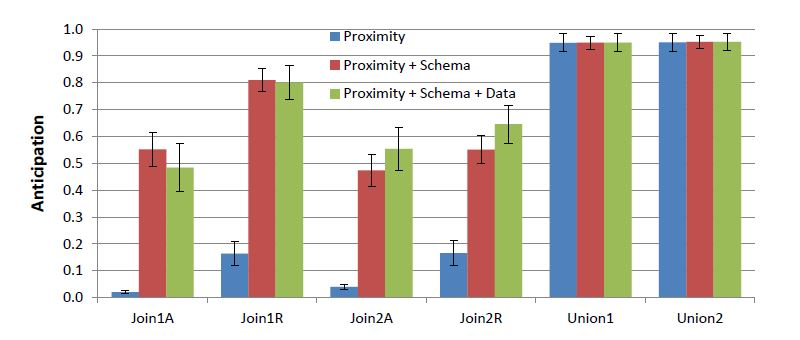 1.0
0.9
0.8
0.7
0.6
0.5
0.4
0.3
0.2
0.1
0.0
Anticipation
Proximity
Proximity + Schema
Proximity + Schema + Data
Join1A Join1R Join2A Join2R Union1 Union2